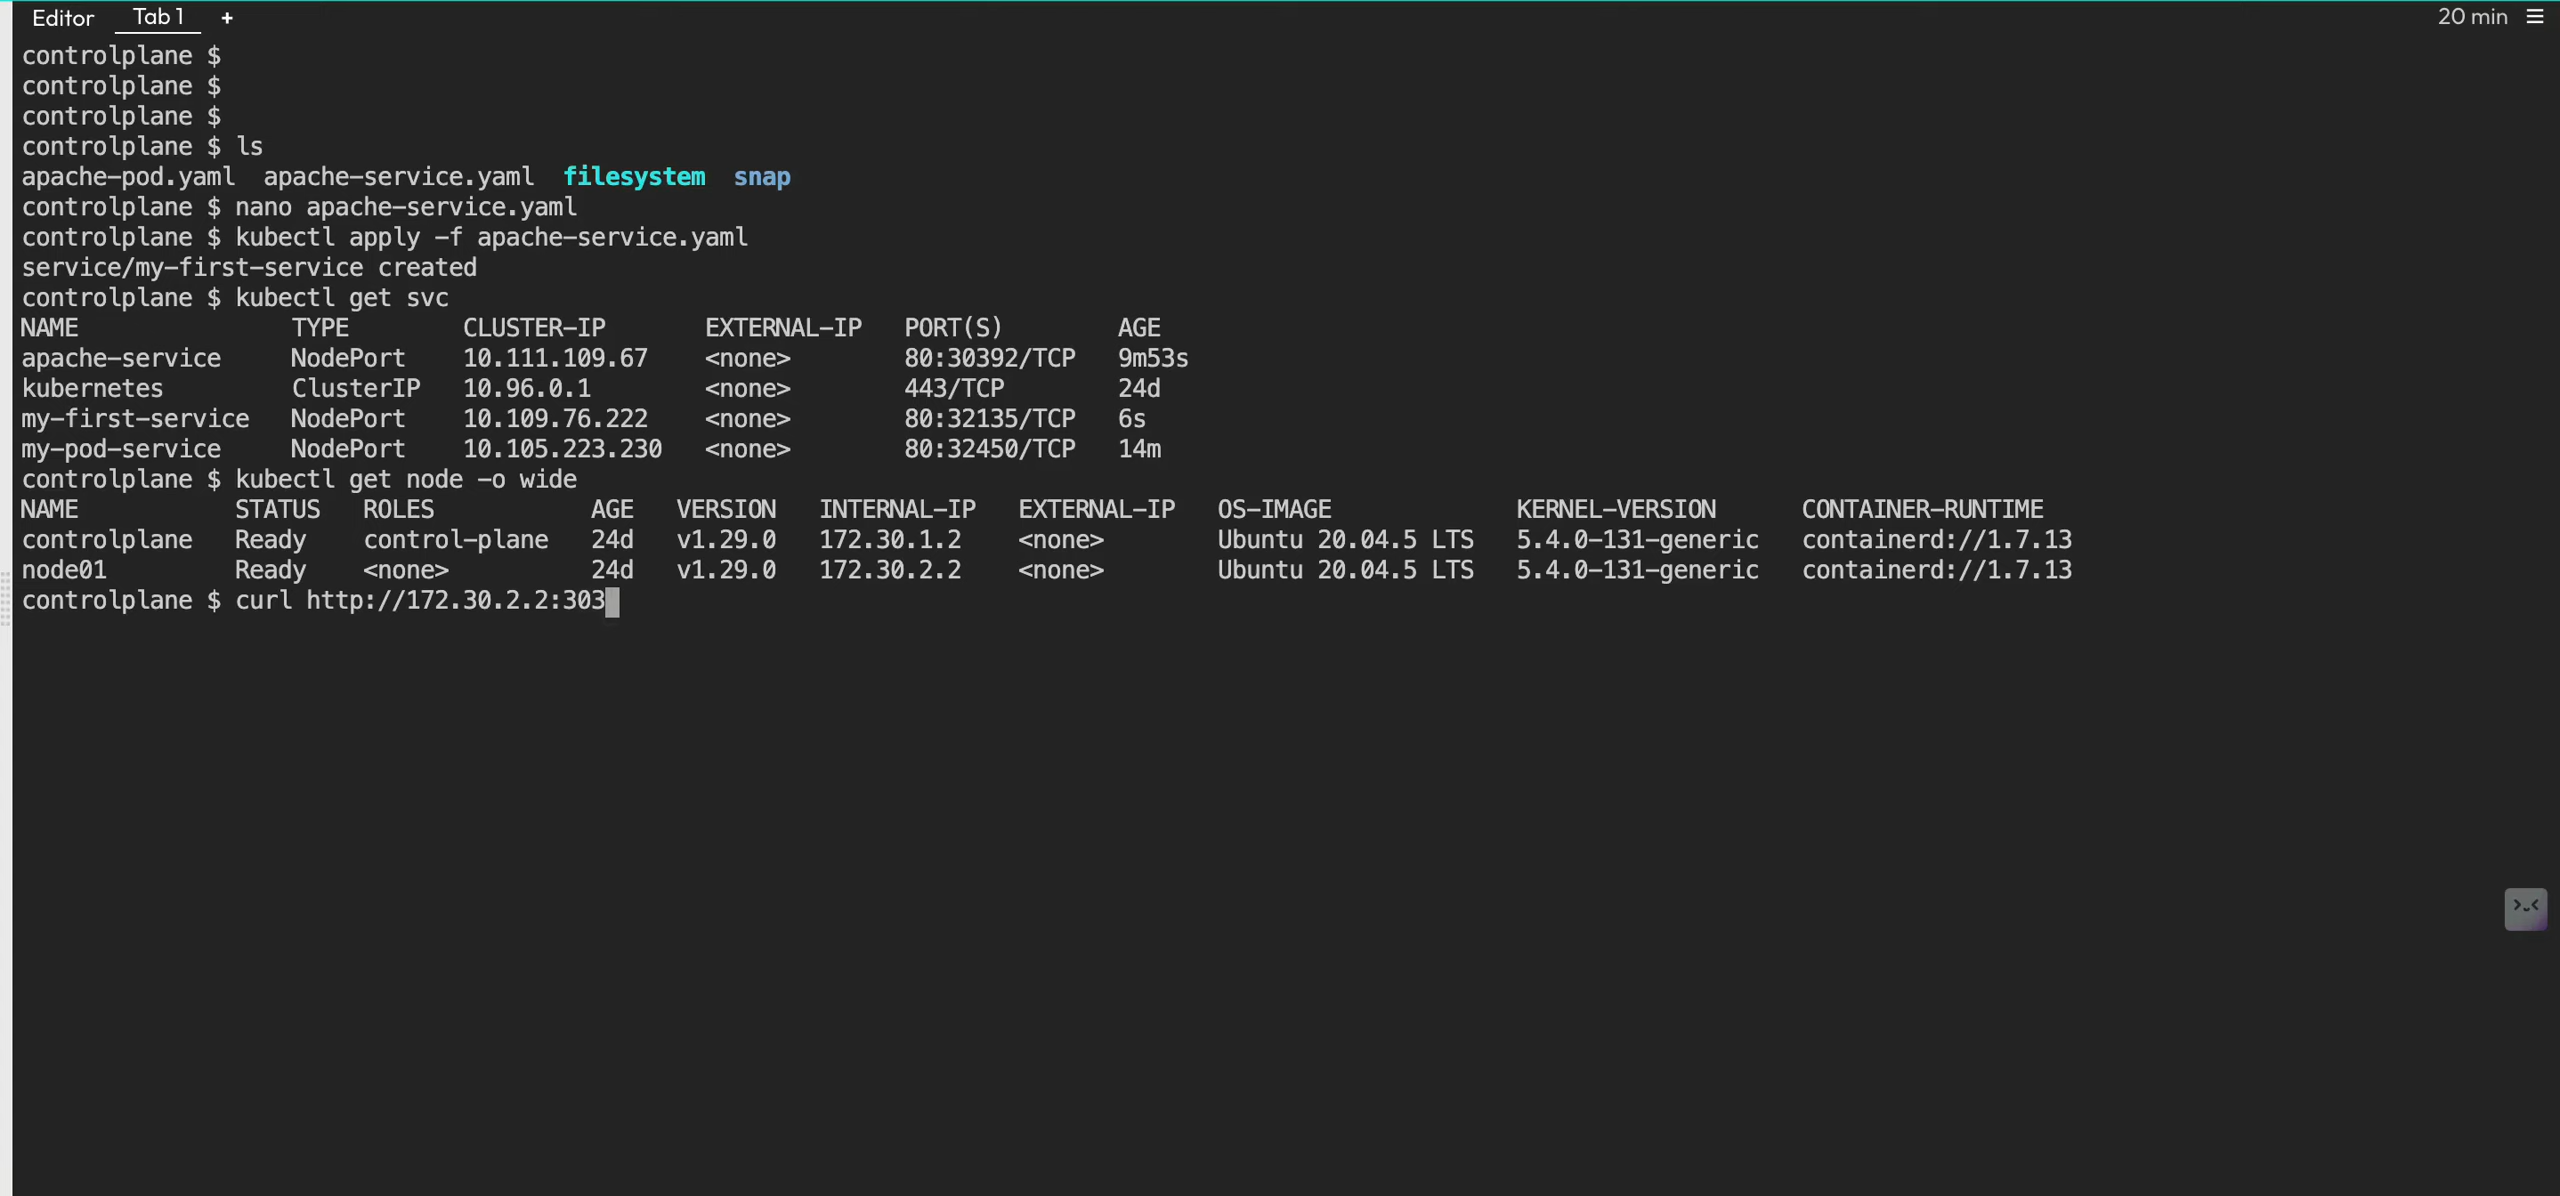 Editor Tab 1 + 20 min
controlplane $
controlplane $
controlplane $
controlplane $ ls
apache-pod.yaml apache-service.yaml filesystem snap
controlplane $ nano apache-service.yaml
controlplane $ kubectl apply -f apache-service.yaml
service/my-first-service created
controlplane $ kubectl get svc
NAME TYPE CLUSTER-IP EXTERNAL-IP PORT(S) AGE
apache-service NodePort 10.111.109.67 <none> 80:30392/TCP 9m53s
kubernetes ClusterIP 10.96.0.1 <none> 443/TCP 24d
my-first-service NodePort 10.109.76.222 <none> 80:32135/TCP 6s
my-pod-service NodePort 10.105.223.230 <none> 80:32450/TCP 14m
controlplane $ kubectl get node -o wide
NAME STATUS ROLES AGE VERSION INTERNAL-IP EXTERNAL-IP OS-IMAGE KERNEL-VERSION CONTAINER-RUNTIME
controlplane Ready control-plane 24d v1.29.0 172.30.1.2 <none> Ubuntu 20.04.5 LTS 5.4.0-131-generic containerd://1.7.13
node01 Ready <none> 24d v1.29.0 172.30.2.2 <none> Ubuntu 20.04.5 LTS 5.4.0-131-generic containerd://1.7.13
controlplane $ curl http://172.30.2.2:303